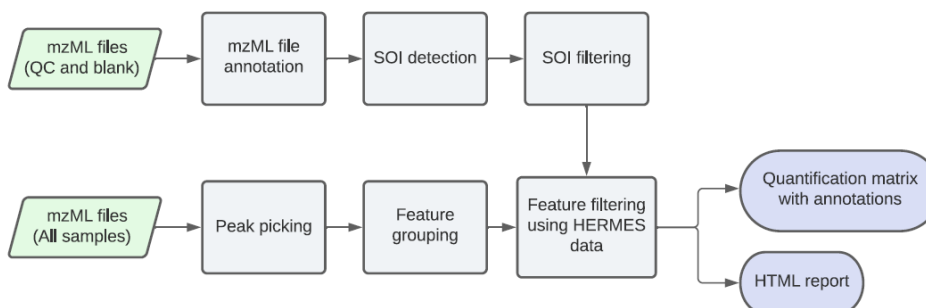 mzML files
(QC and blank)
mzML file
annotation
SOI detection
SOI filtering
mzML files
(All samples)
Peak picking
Feature
grouping
Feature filtering
using HERMES
data
Quantification matrix
with annotations
HTML report